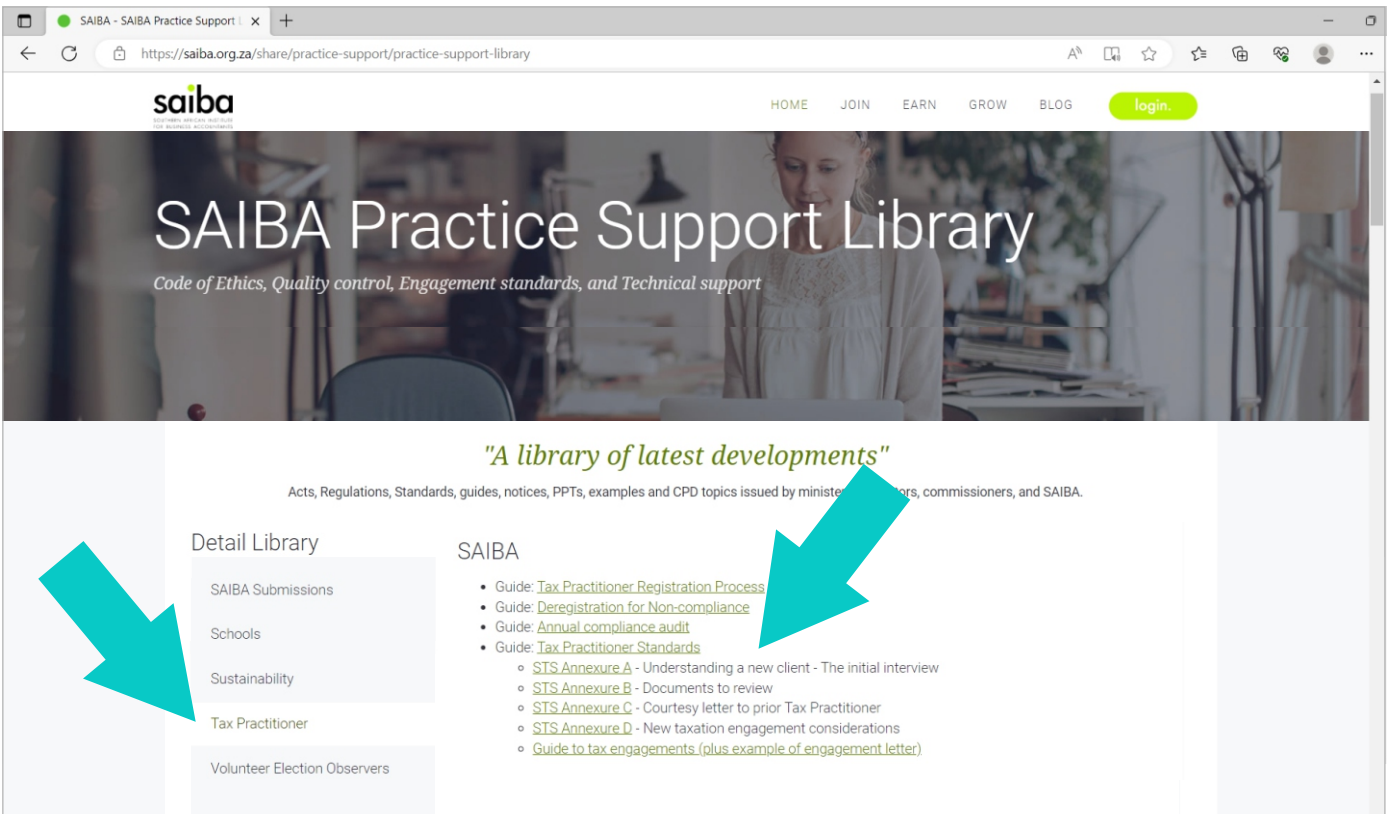 SAIBA - SAIBA Practice Support L
https://saiba.org.za/share/practice-support/practice-support-library
saiba
SOUTHERN AFRICAN INSTITUTE
FOR BUSINESS ACCOUNTANTS
HOME JOIN EARN GROW BLOG login.
SAIBA Practice Support Library
Code of Ethics, Quality control, Engagement standards, and Technical support
"A library of latest developments"
Acts, Regulations, Standards, guides, notices, PPTs, examples and CPD topics issued by commissioners, and SAIBA.
Detail Library
SAIBA Submissions
Schools
Sustainability
Tax Practitioner
Volunteer Election Observers
SAIBA
• Guide: Tax Practitioner Registration Process
• Guide: Deregistration for Non-compliance
• Guide: Annual compliance audit
• Guide: Tax Practitioner Standards
STS Annexure A - Understanding a new client - The initial interview
STS Annexure B - Documents to review
STS Annexure C - Courtesy letter to prior Tax Practitioner
STS Annexure D - New taxation engagement considerations
Guide to tax engagements (plus example of engagement letter)